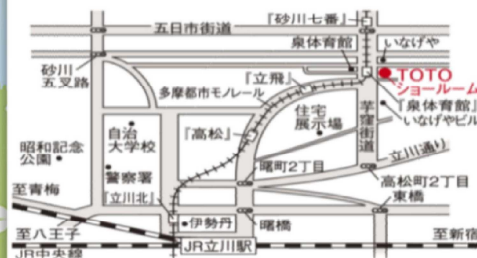 『砂川七番』
五日市街道
泉体育館
いなげや
砂川
五叉路
『立飛』
TOTO
ショールーム
多摩都市モノレール
住宅
展示場
芋窪街道
『泉体育館』
いなげやビル
自治
大学校
『高松』
昭和記念
公園
立川通り
警察署
曙町2丁目
高松町2丁目
至青梅
『立川北』
東橋
伊勢丹
曙橋
至八王子
JR立川駅
至新宿
JR中央線